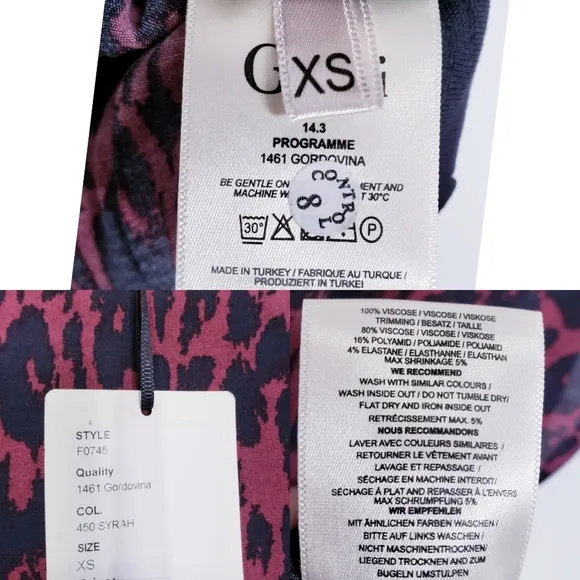 XS
14.3
PROGRAMME
1461 GORDOVINA
BE GENTLE ON
MENT AND
MACHINE
30°C
CONTROL
8
30°
P
MADE IN TURKEY / FABRIQUE AU TURQUE /
PRODUZIERT IN TURKEI
STYLE
F0745
Quality
1461 Gordovina
COL.
450 SYRAH
SIZE
XS
100% VISCOSE / VISCOSE / VISKOSE
TRIMMING / BESATZ / TAILLE
80% VISCOSE / VISCOSE / VISKOSE
16% POLYAMID / POLIAMIDE / POLIAMID
4% ELASTANE / ELASTHANNE / ELASTHAN
MAX SHRINKAGE 5%
WE RECOMMEND
WASH WITH SIMILAR COLOURS /
WASH INSIDE OUT / DO NOT TUMBLE DRY/
FLAT DRY AND IRON INSIDE OUT
RETRÉCISSEMENT MAX. 5%
NOUS RECOMMANDONS
LAVER AVEC COULEURS SIMILAIRES /
RETOURNER LE VÊTEMENT AVANT
LAVAGE ET REPASSAGE /
SÉCHAGE EN MACHINE INTERDIT/
SÉCHAGE À PLAT AND REPASSER À L'ENVERS
MAX SCHRUMPFUNG 5%
WIR EMPFEHLEN
MIT ÄHNLICHEN FARBEN WASCHEN /
BITTE AUF LINKS WASCHEN /
NICHT MASCHINENTROCKNEN/
LIEGEND TROCKNEN AND ZUM
BÜGELN UMSTÜLPEN